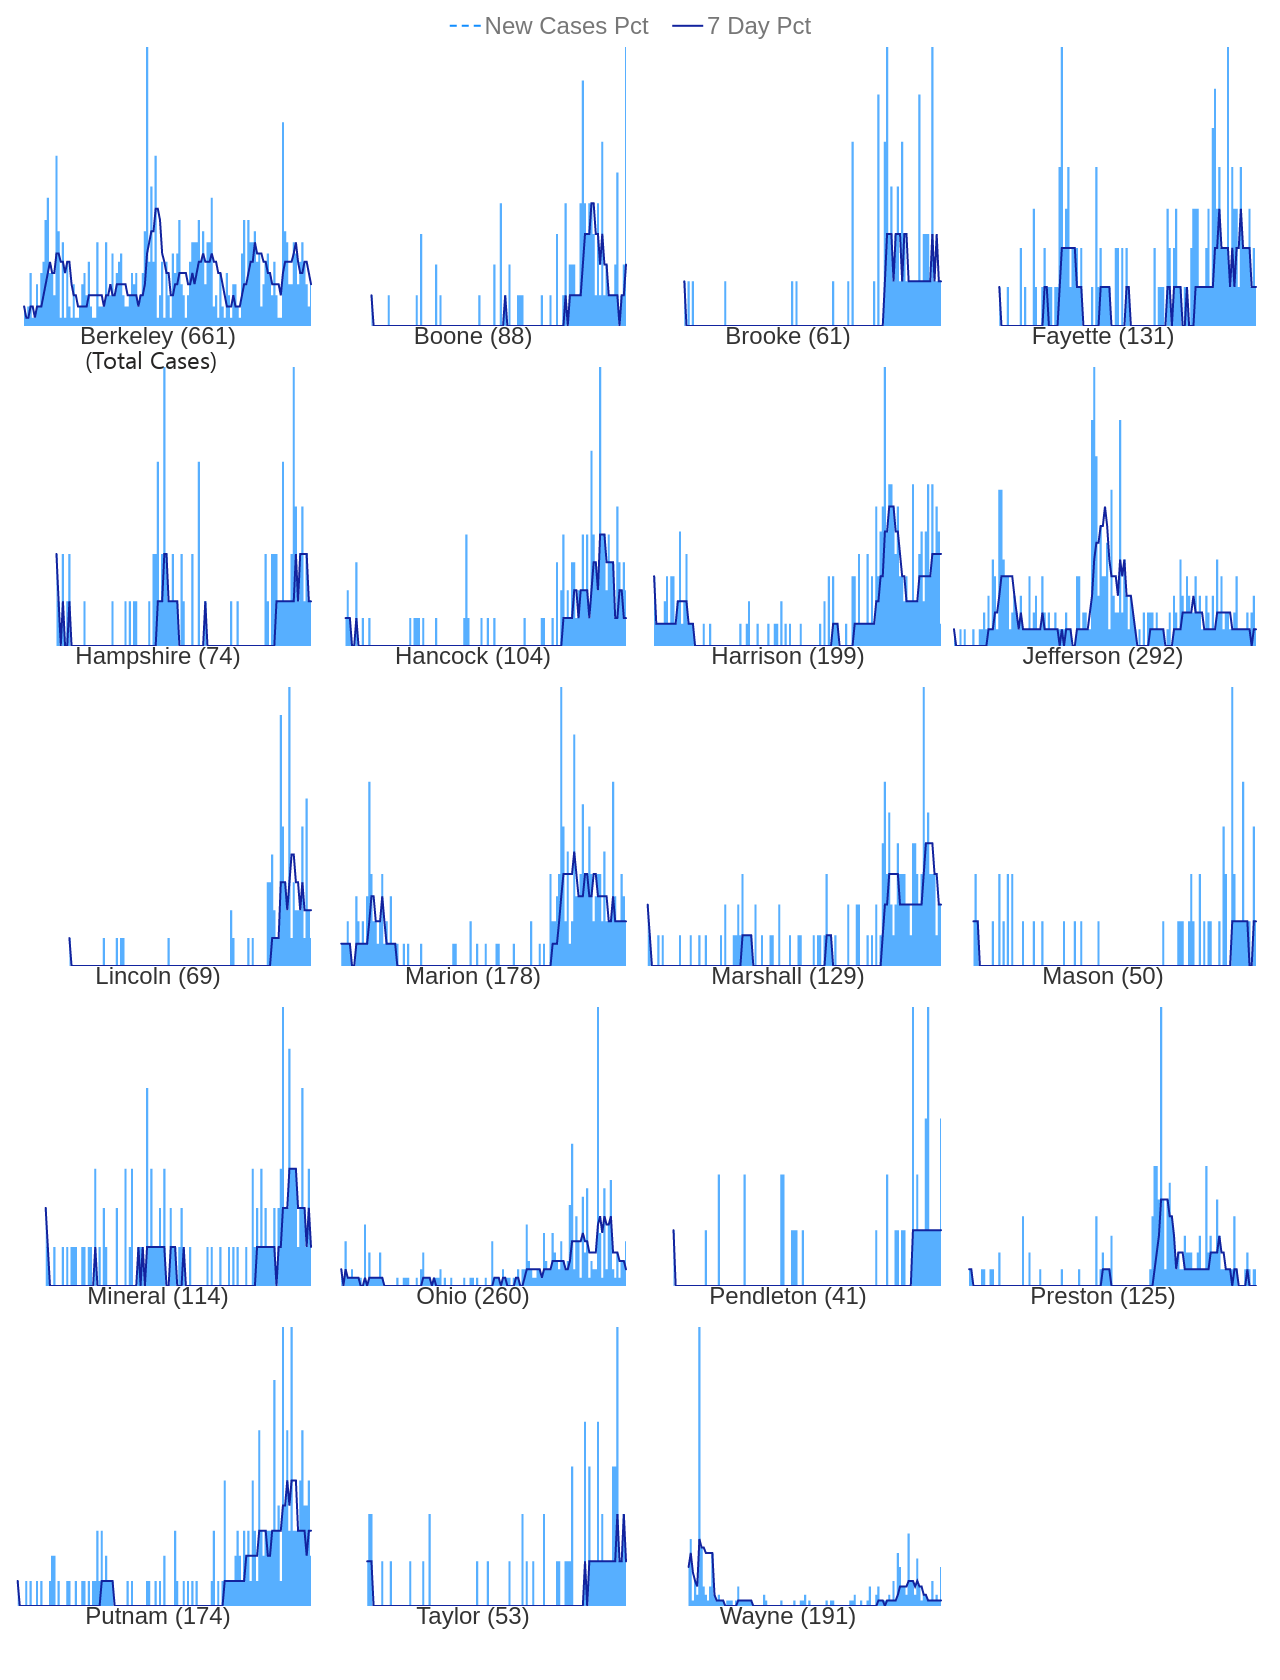 New Cases Pct 7 Day Pct
Berkeley (661) Boone (88) Brooke (61) Fayette (131)
(Total Cases)
Hampshire (74) Hancock (104) Harrison (199) Jefferson (292)
Lincoln (69) Marion (178) Marshall (129) Mason (50)
Mineral (114) Ohio (260) Pendleton (41) Preston (125)
Putnam (174) Taylor (53) Wayne (191)